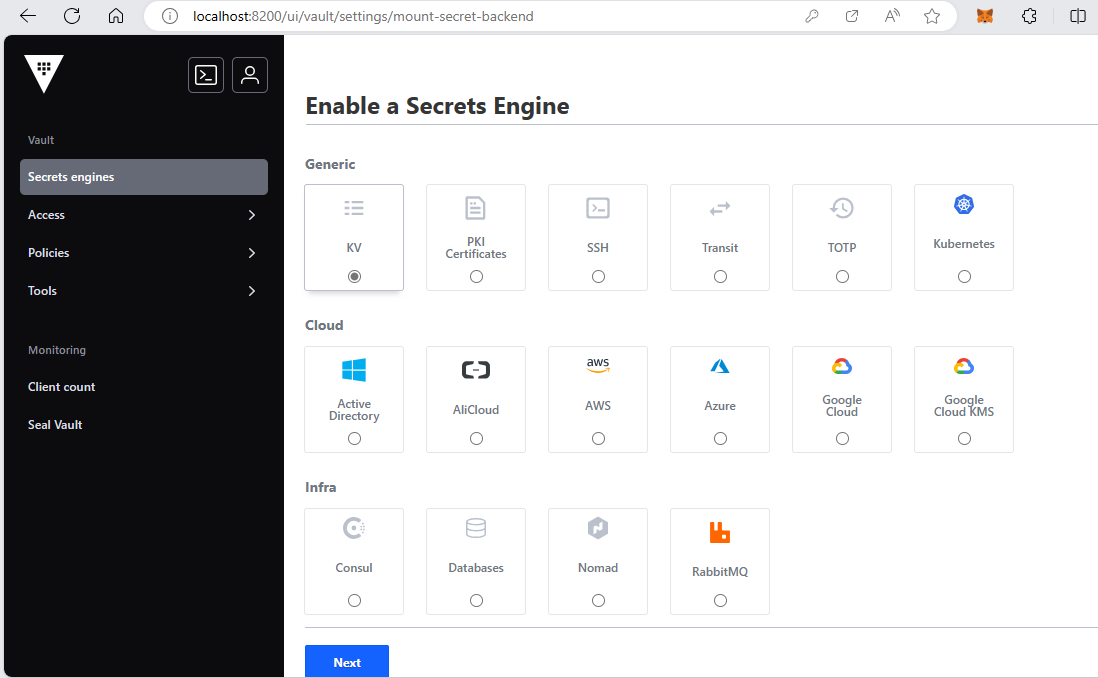 localhost:8200/ui/vault/settings/mount-secret-backend
Vault
Secrets engines
Access
Policies
Tools
Monitoring
Client count
Seal Vault
Enable a Secrets Engine
Generic
KV
PKI
Certificates
SSH
Transit
TOTP
Kubernetes
Cloud
Active
Directory
AliCloud
aws
AWS
Azure
Google
Cloud
Google
Cloud KMS
Infra
Consul
Databases
Nomad
RabbitMQ
Next